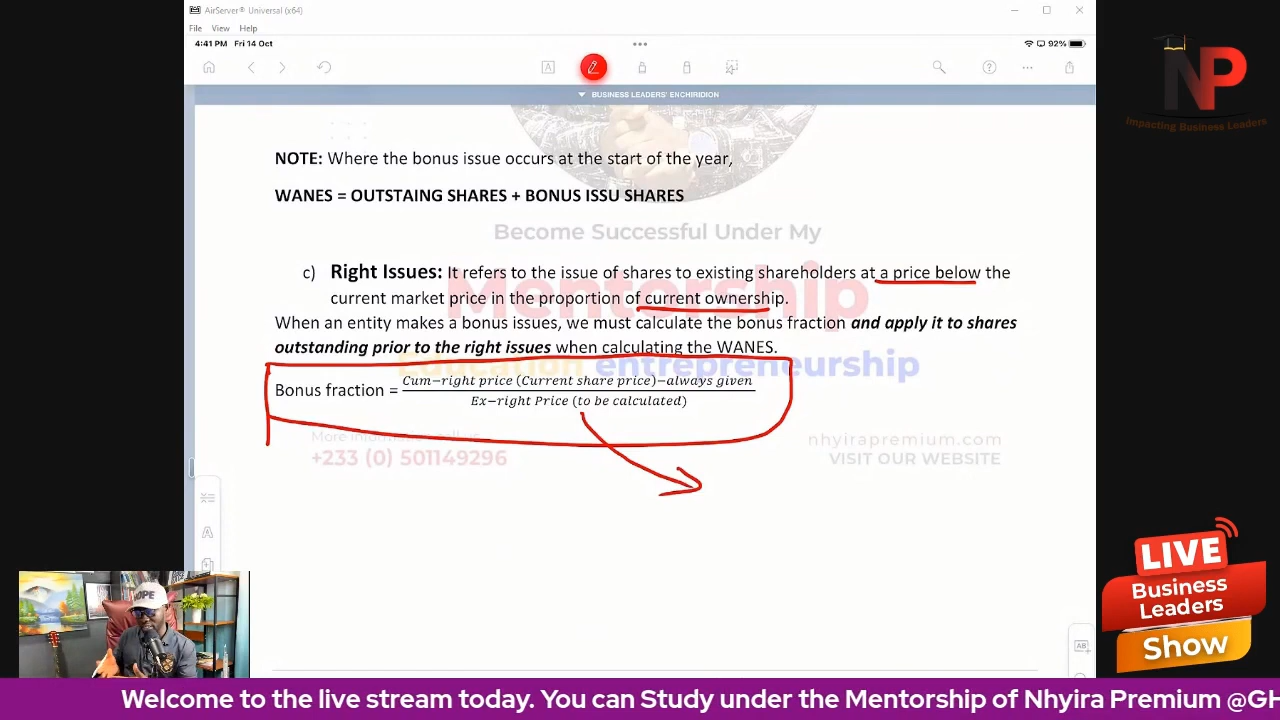 AirServer® Universal (x64)
File View Help
4:41 PM Fri 14 Oct
92%
BUSINESS LEADERS' ENCHIRIDION
NP
Impacting Business Leaders
NOTE: Where the bonus issue occurs at the start of the year,
WANES = OUTSTAING SHARES + BONUS ISSU SHARES
Become Successful Under My
Mentorship
c) Right Issues: It refers to the issue of shares to existing shareholders at a price below the
current market price in the proportion of current ownership.
When an entity makes a bonus issues, we must calculate the bonus fraction and apply it to shares
outstanding prior to the right issues when calculating the WANES.
Education entrepreneurship
Bonus fraction = Cum−right price (Current share price)−always given
Ex−right Price (to be calculated)
nhyirapremium.com
+233 (0) 501149296
VISIT OUR WEBSITE
A
A
LIVE
Business
Leaders
Show
HOPE
Welcome to the live stream today. You can Study under the Mentorship of Nhyira Premium @GH